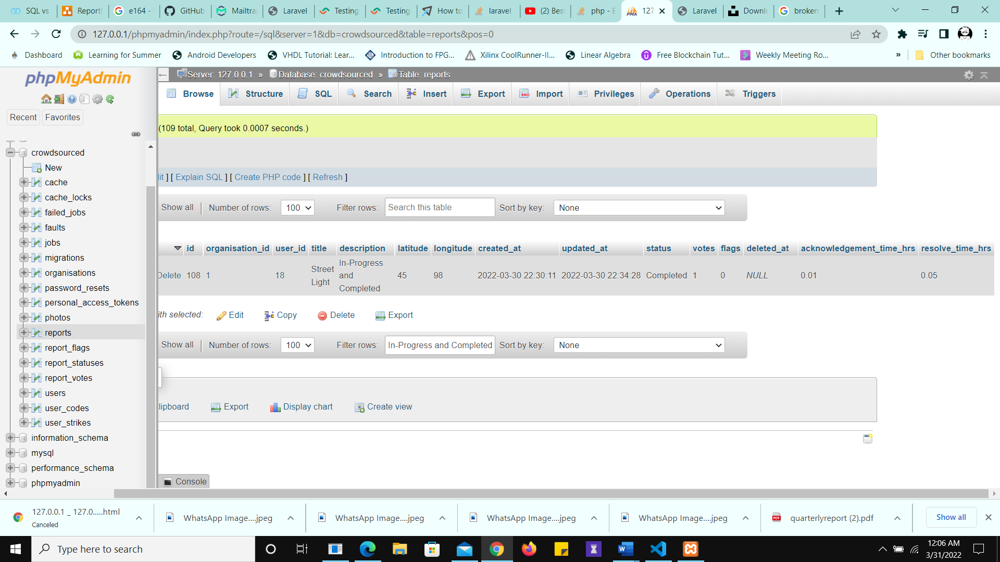 SQL vs
Report
e164 -
GitHub
Mailtra
Laravel
Testing
Testing
How to
laravel
(2) Bes
php - E
127
Laravel
Downl
broken
127.0.0.1/phpmyadmin/index.php?route=/sql&server=1&db=crowdsourced&table=reports&pos=0
Dashboard
Learning for Summer
Android Developers
VHDL Tutorial: Lear...
Introduction to FPG...
Xilinx CoolRunner-II...
Linear Algebra
Free Blockchain Tut...
Weekly Meeting Ro...
»
Other bookmarks
phpMyAdmin
Recent
Favorites
crowdsourced
New
cache
cache_locks
failed_jobs
faults
jobs
migrations
organisations
password_resets
personal_access_tokens
photos
reports
report_flags
report_statuses
report_votes
users
user_codes
user_strikes
information_schema
mysql
performance_schema
phpmyadmin
Server: 127.0.0.1 » Database: crowdsourced » Table: reports
Browse Structure SQL Search Insert Export Import Privileges Operations Triggers
(109 total, Query took 0.0007 seconds.)
it ] [ Explain SQL ] [ Create PHP code ] [ Refresh ]
Show all Number of rows: 100 Filter rows: Search this table Sort by key: None
id organisation_id user_id title description latitude longitude created_at updated_at status votes flags deleted_at acknowledgement_time_hrs resolve_time_hrs
Delete 108 1 18 Street Light In-Progress and Completed 45 98 2022-03-30 22:30:11 2022-03-30 22:34:28 Completed 1 0 NULL 0.01 0.05
ith selected: Edit Copy Delete Export
Show all Number of rows: 100 Filter rows: In-Progress and Completed Sort by key: None
lipboard Export Display chart Create view
Console
127.0.0.1 _ 127.0.....html
Canceled
WhatsApp Image....jpeg
WhatsApp Image....jpeg
WhatsApp Image....jpeg
WhatsApp Image....jpeg
PDF
quarterlyreport (2).pdf
Show all
Type here to search
12:06 AM
3/31/2022